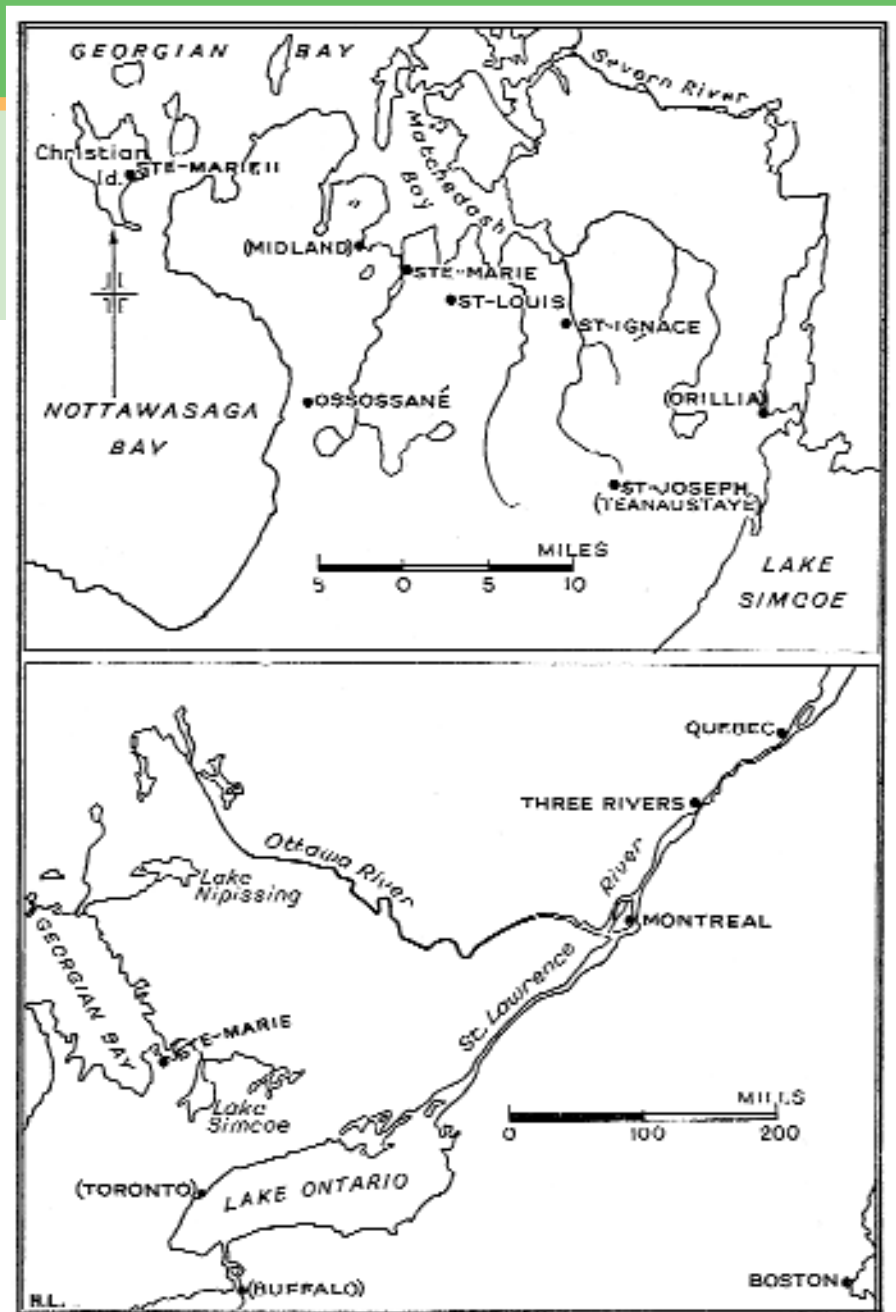 GEORGIAN BAY
Severn River
Christian
Id.
STE-MARIE II
Matchedash
Bay
(MIDLAND)
STE-MARIE
ST-LOUIS
ST-IGNACE
NOTTAWASAGA
BAY
OSSOSSANÉ
(ORILLIA)
ST-JOSEPH
(TEANAUSTAYE)
MILES
5 0 5 10
LAKE
SIMCOE
QUEBEC
THREE RIVERS
Ottawa River
River
Lake
Nipissing
MONTREAL
GEORGIAN BAY
St. Lawrence
STE-MARIE
Lake
Simcoe
MILLS
0 100 200
(TORONTO)
LAKE ONTARIO
(BUFFALO)
BOSTON